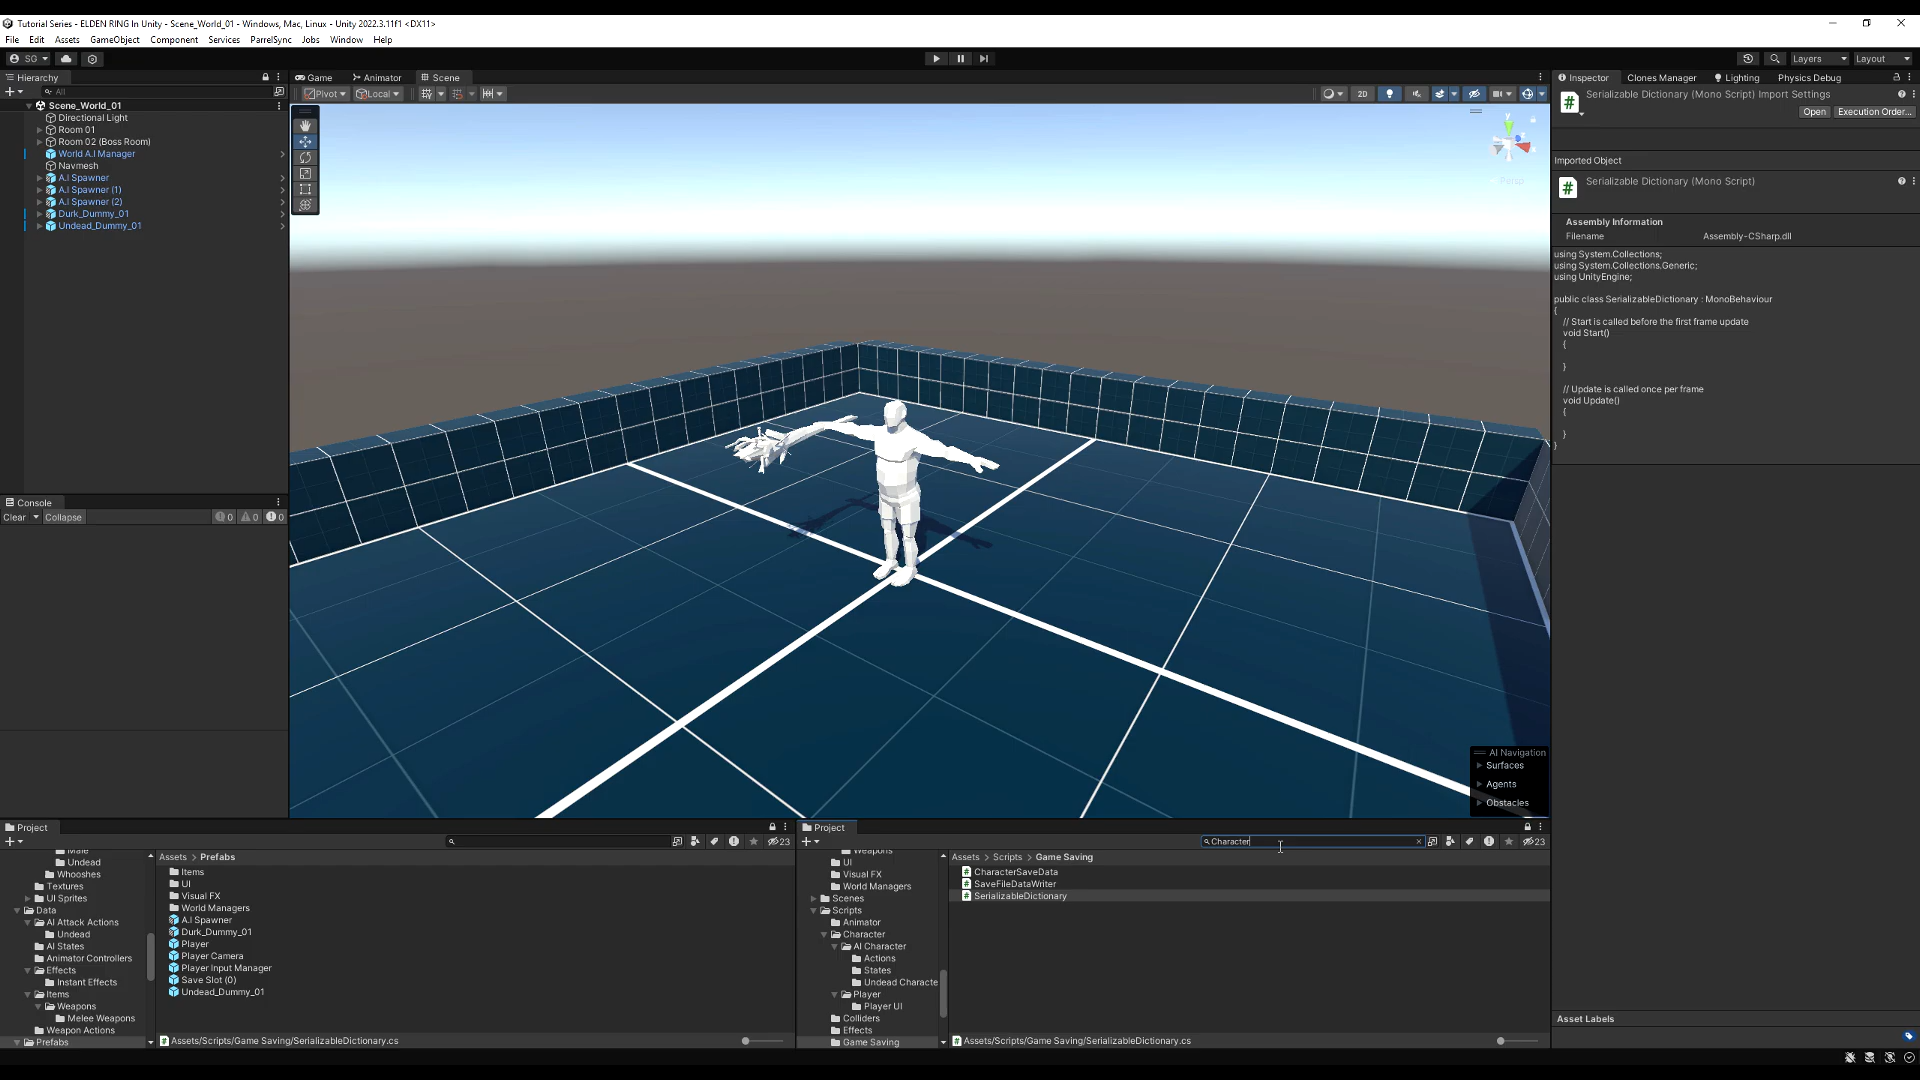 Tutorial Series - ELDEN RING In Unity - Scene_World_01 - Windows, Mac, Linux - Unity 2022.3.11f1 <DX11>
File Edit Assets GameObject Component Services ParrelSync Jobs Window Help
SG Layers Layout
Hierarchy
All
Scene_World_01
Directional Light
Room 01
Room 02 (Boss Room)
World A.I Manager
Navmesh
A.I Spawner
A.I Spawner (1)
A.I Spawner (2)
Durk_Dummy_01
Undead_Dummy_01
Console
Clear Collapse 0 0 0
Game Animator Scene
Pivot Local 2D
y
Persp
AI Navigation
Surfaces
Agents
Obstacles
Inspector Clones Manager Lighting Physics Debug
Serializable Dictionary (Mono Script) Import Settings
Open Execution Order...
Imported Object
Serializable Dictionary (Mono Script)
Assembly Information
Filename Assembly-CSharp.dll
using System.Collections;
using System.Collections.Generic;
using UnityEngine;
public class SerializableDictionary : MonoBehaviour
{
// Start is called before the first frame update
void Start()
{
}
// Update is called once per frame
void Update()
{
}
}
Asset Labels
Project
23
Male
Undead
Whooshes
Textures
UI Sprites
Data
AI Attack Actions
Undead
AI States
Animator Controllers
Effects
Instant Effects
Items
Weapons
Melee Weapons
Weapon Actions
Prefabs
Assets > Prefabs
Items
UI
Visual FX
World Managers
A.I Spawner
Durk_Dummy_01
Player
Player Camera
Player Input Manager
Save Slot (0)
Undead_Dummy_01
Assets/Scripts/Game Saving/SerializableDictionary.cs
Project
Character
23
Weapons
UI
Visual FX
World Managers
Scenes
Scripts
Animator
Character
AI Character
Actions
States
Undead Characte
Player
Player UI
Colliders
Effects
Game Saving
Assets > Scripts > Game Saving
CharacterSaveData
SaveFileDataWriter
SerializableDictionary
Assets/Scripts/Game Saving/SerializableDictionary.cs